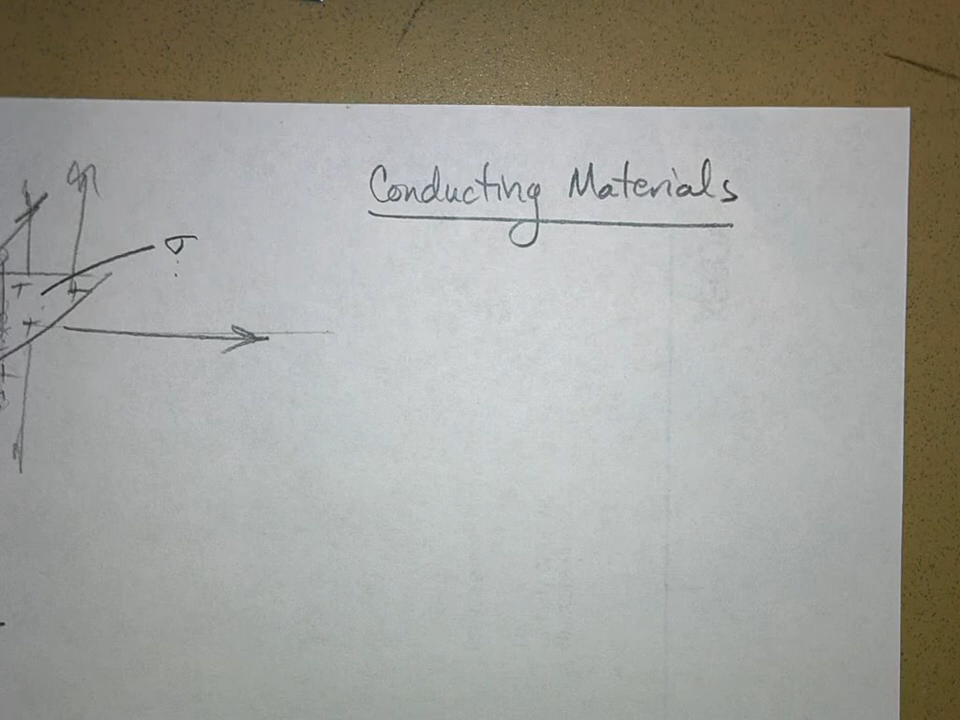 Conducting Materials
σ
+ +
+
+